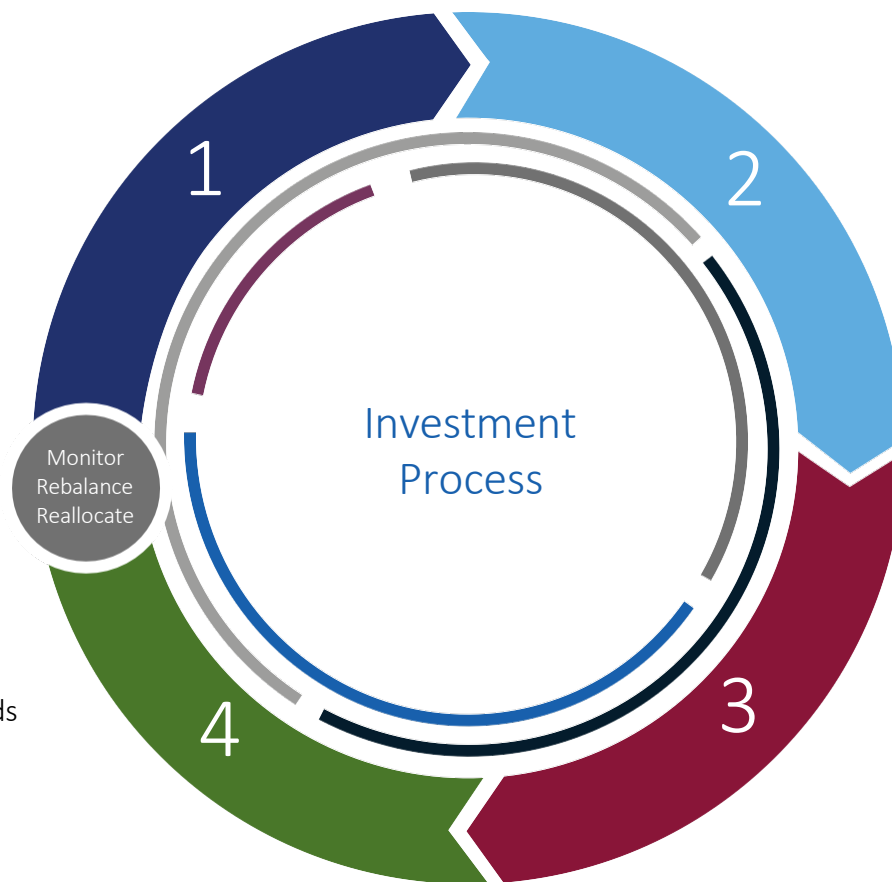 1
2
Investment
Process
Monitor
Rebalance
Reallocate
3
4